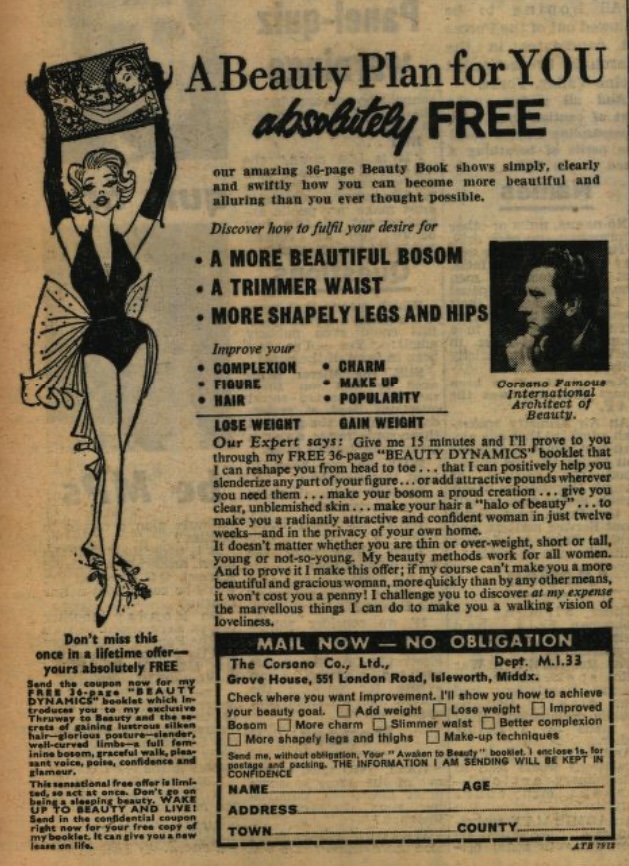 A Beauty Plan for YOU
absolutely FREE
our amazing 36-page Beauty Book shows simply, clearly
and swiftly how you can become more beautiful and
alluring than you ever thought possible.
Discover how to fulfil your desire for
• A MORE BEAUTIFUL BOSOM
• A TRIMMER WAIST
• MORE SHAPELY LEGS AND HIPS
Improve your
• COMPLEXION • CHARM
• FIGURE • MAKE UP
• HAIR • POPULARITY
LOSE WEIGHT GAIN WEIGHT
Corsano Famous
International
Architect of
Beauty.
Our Expert says: Give me 15 minutes and I'll prove to you
through my FREE 36-page "BEAUTY DYNAMICS" booklet that
I can reshape you from head to toe . . . that I can positively help you
slenderize any part of your figure . . . or add attractive pounds wherever
you need them . . . make your bosom a proud creation . . . give you
clear, unblemished skin . . . make your hair a "halo of beauty" . . . to
make you a radiantly attractive and confident woman in just twelve
weeks—and in the privacy of your own home.
It doesn't matter whether you are thin or over-weight, short or tall,
young or not-so-young. My beauty methods work for all women.
And to prove it I make this offer; if my course can't make you a more
beautiful and gracious woman, more quickly than by any other means,
it won't cost you a penny! I challenge you to discover at my expense
the marvellous things I can do to make you a walking vision of
loveliness.
Don't miss this
once in a lifetime offer—
yours absolutely FREE
Send the coupon now for my
FREE 36-page "BEAUTY
DYNAMICS" booklet which in-
troduces you to my exclusive
Thruway to Beauty and the se-
crets of gaining lustrous silken
hair—glorious posture—slender,
well-curved limbs—a full fem-
inine bosom, graceful walk, plea-
sant voice, poise, confidence and
glamour.
This sensational free offer is limi-
ted, so act at once. Don't go on
being a sleeping beauty. WAKE
UP TO BEAUTY AND LIVE!
Send in the confidential coupon
right now for your free copy of
my booklet. It can give you a new
lease on life.
MAIL NOW — NO OBLIGATION
The Corsano Co., Ltd., Dept. M.I.33
Grove House, 551 London Road, Isleworth, Middx.
Check where you want improvement. I'll show you how to achieve
your beauty goal. □ Add weight □ Lose weight □ Improved
Bosom □ More charm □ Slimmer waist □ Better complexion
□ More shapely legs and thighs □ Make-up techniques
Send me, without obligation, Your "Awaken to Beauty" booklet. I enclose 1s. for
postage and packing. THE INFORMATION I AM SENDING WILL BE KEPT IN
CONFIDENCE
NAME AGE
ADDRESS
TOWN COUNTY